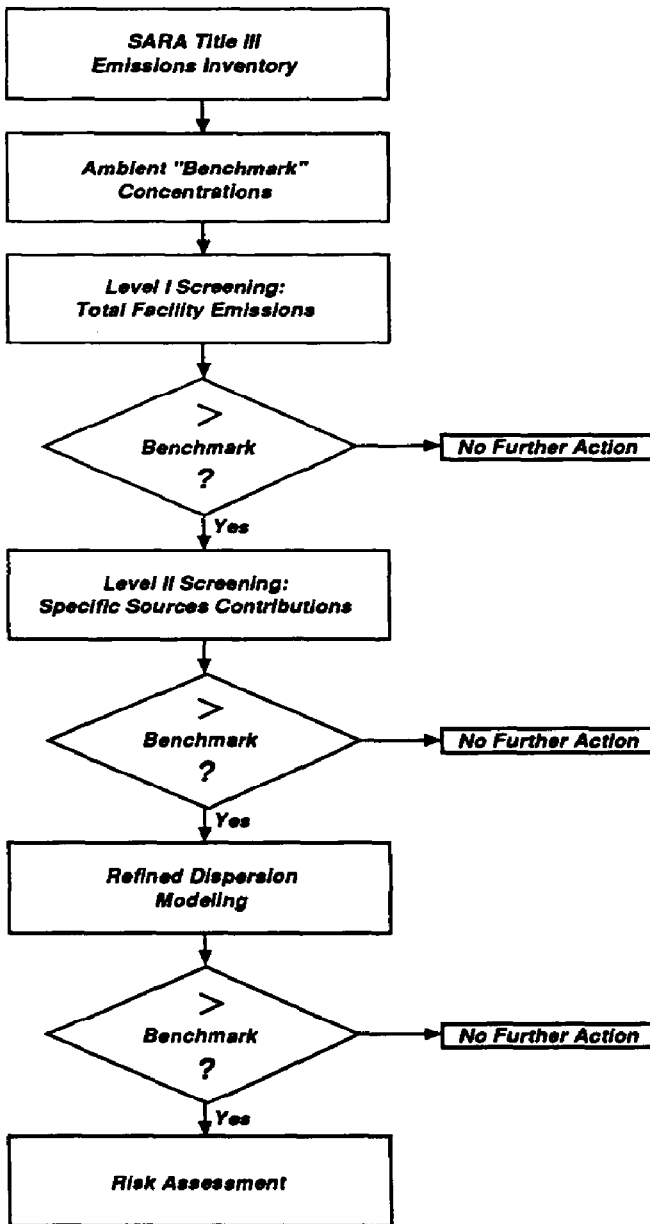 SARA Title III
Emissions Inventory
Ambient "Benchmark"
Concentrations
Level I Screening:
Total Facility Emissions
>
Benchmark
?
No Further Action
Yes
Level II Screening:
Specific Sources Contributions
>
Benchmark
?
No Further Action
Yes
Refined Dispersion
Modeling
>
Benchmark
?
No Further Action
Yes
Risk Assessment